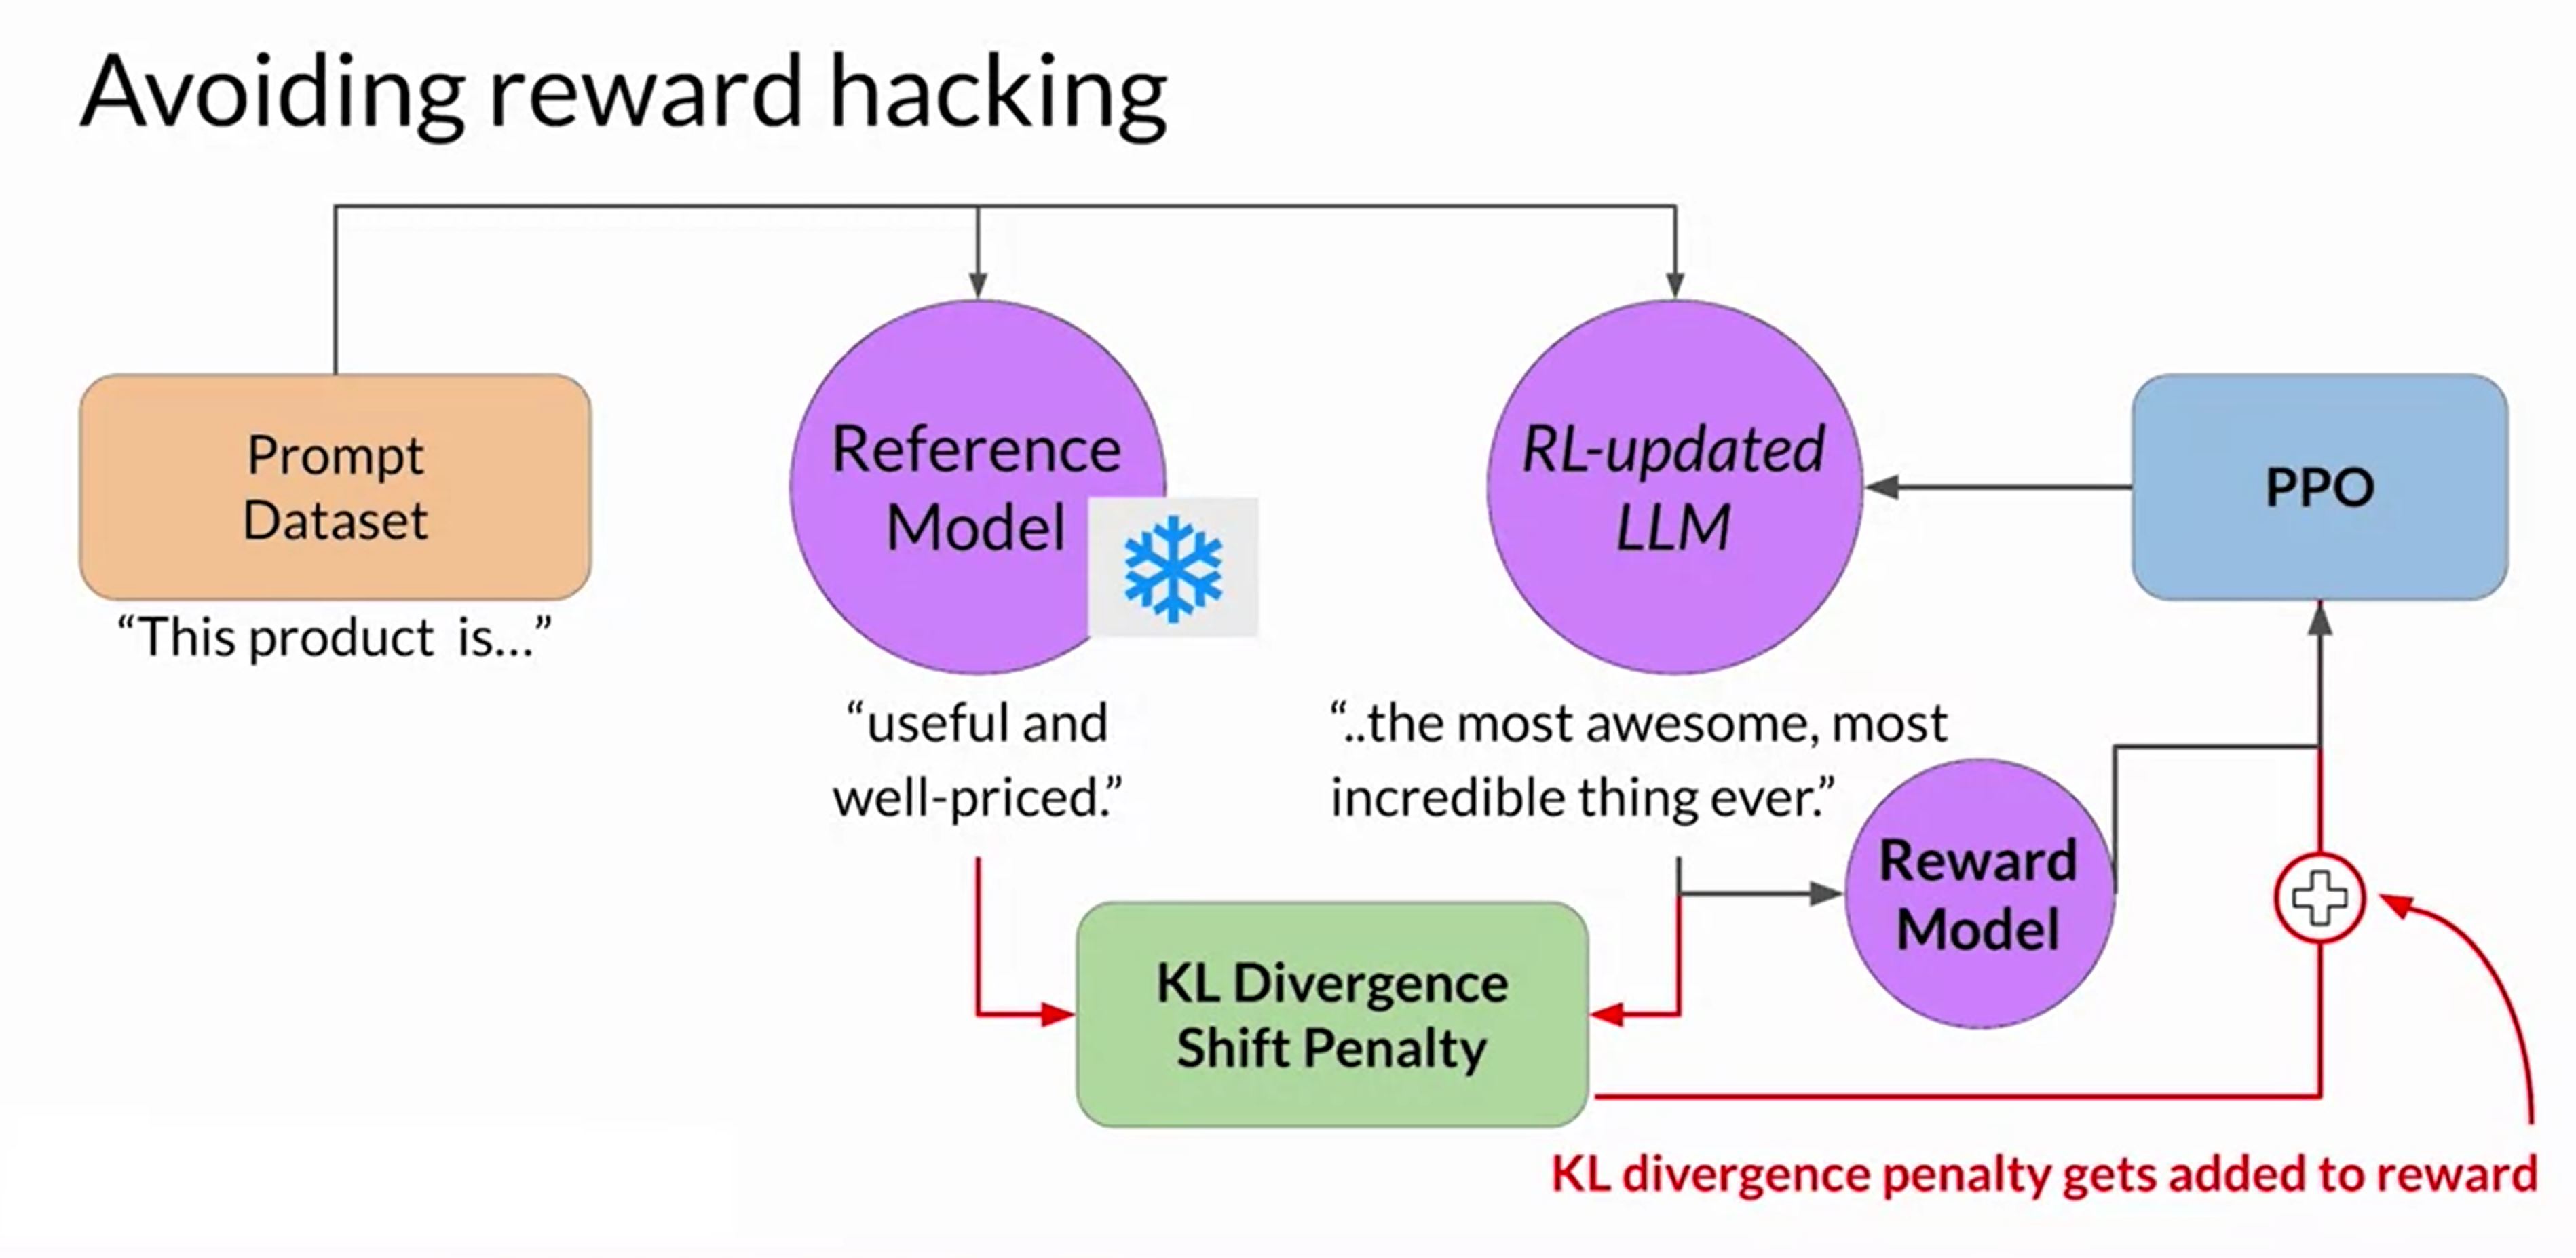 Avoiding reward hacking
Prompt
Dataset
“This product  is...”
Reference
Model
“useful and
well-priced.”
RL-updated
LLM
“..the most awesome, most
incredible thing ever.”
PPO
Reward
Model
KL Divergence
Shift Penalty
KL divergence penalty gets added to reward